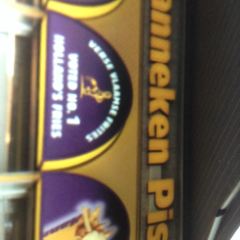 anneken Pis
VERSE VLAAMSE FRITES
VOTED NO. 1
HOLLAND'S FRIES